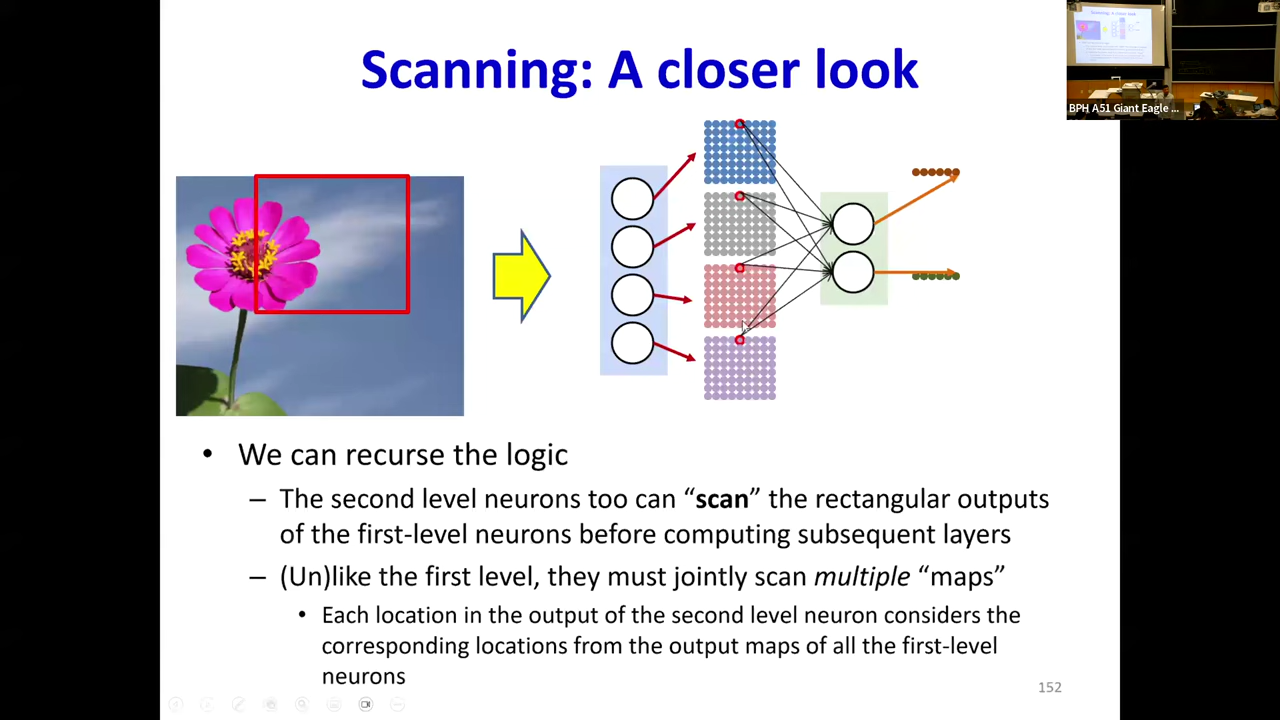 Scanning: A closer look
BPH A51 Giant Eagle ...
• We can recurse the logic
– The second level neurons too can “scan” the rectangular outputs
of the first-level neurons before computing subsequent layers
– (Un)like the first level, they must jointly scan multiple “maps”
• Each location in the output of the second level neuron considers the
corresponding locations from the output maps of all the first-level
neurons
152